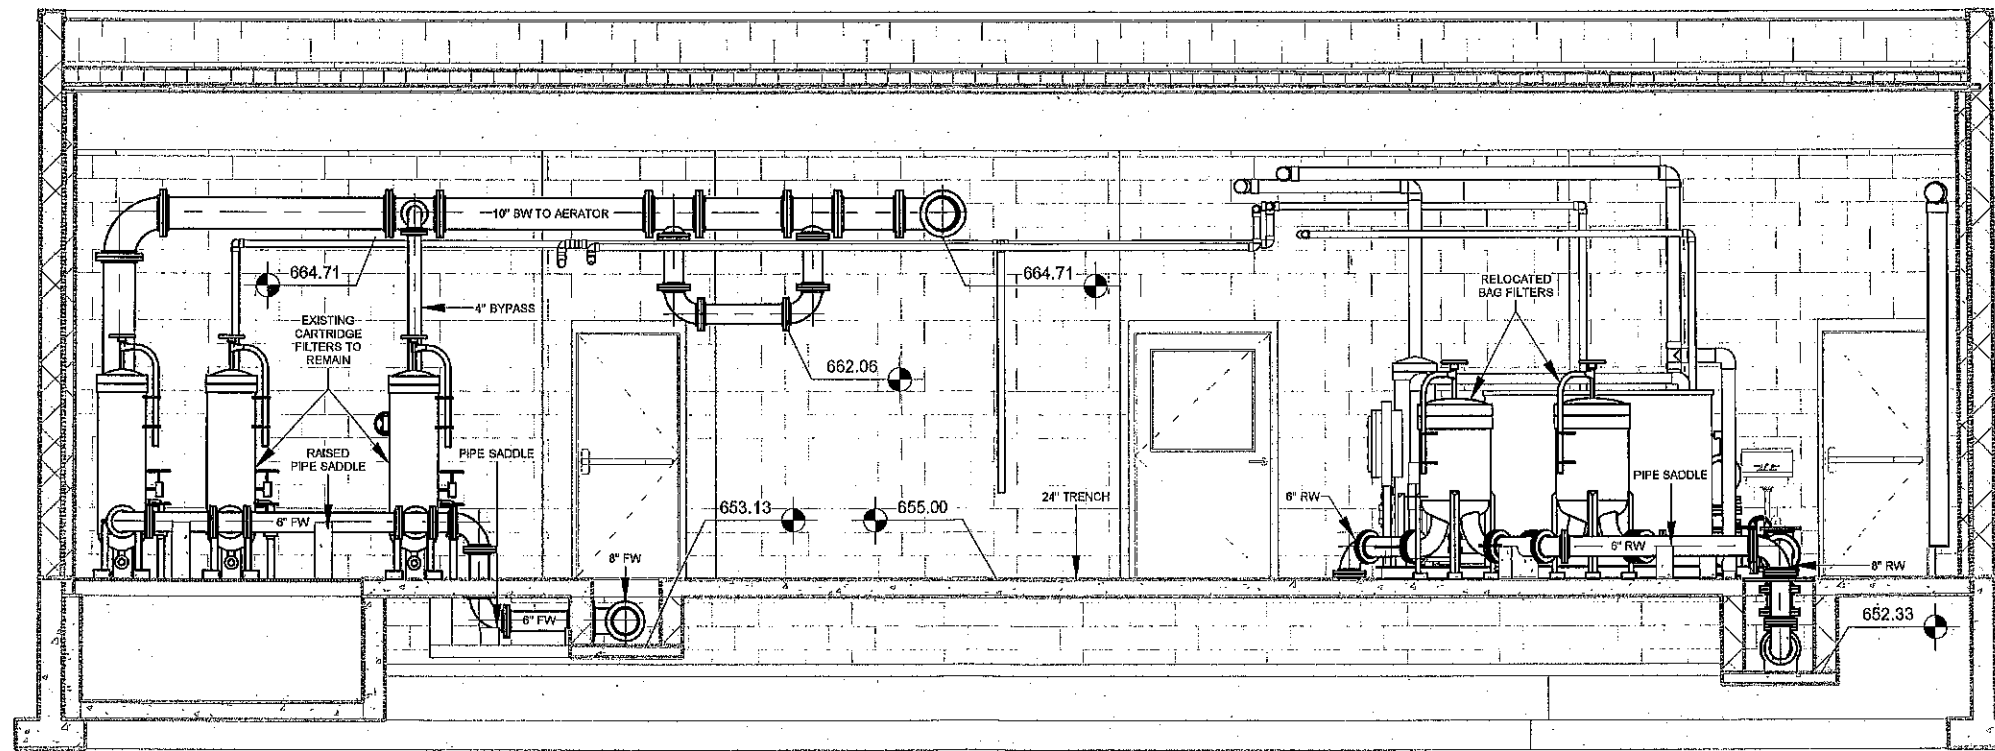 10" BW TO AERATOR
664.71
664.71
4" BYPASS
EXISTING
CARTRIDGE
FILTERS TO
REMAIN
RELOCATED
BAG FILTERS
662.06
RAISED
PIPE SADDLE
PIPE SADDLE
PIPE SADDLE
6" FW
653.13
655.00
24" TRENCH
6" RW
6" RW
8" FW
8" RW
6" FW
652.33